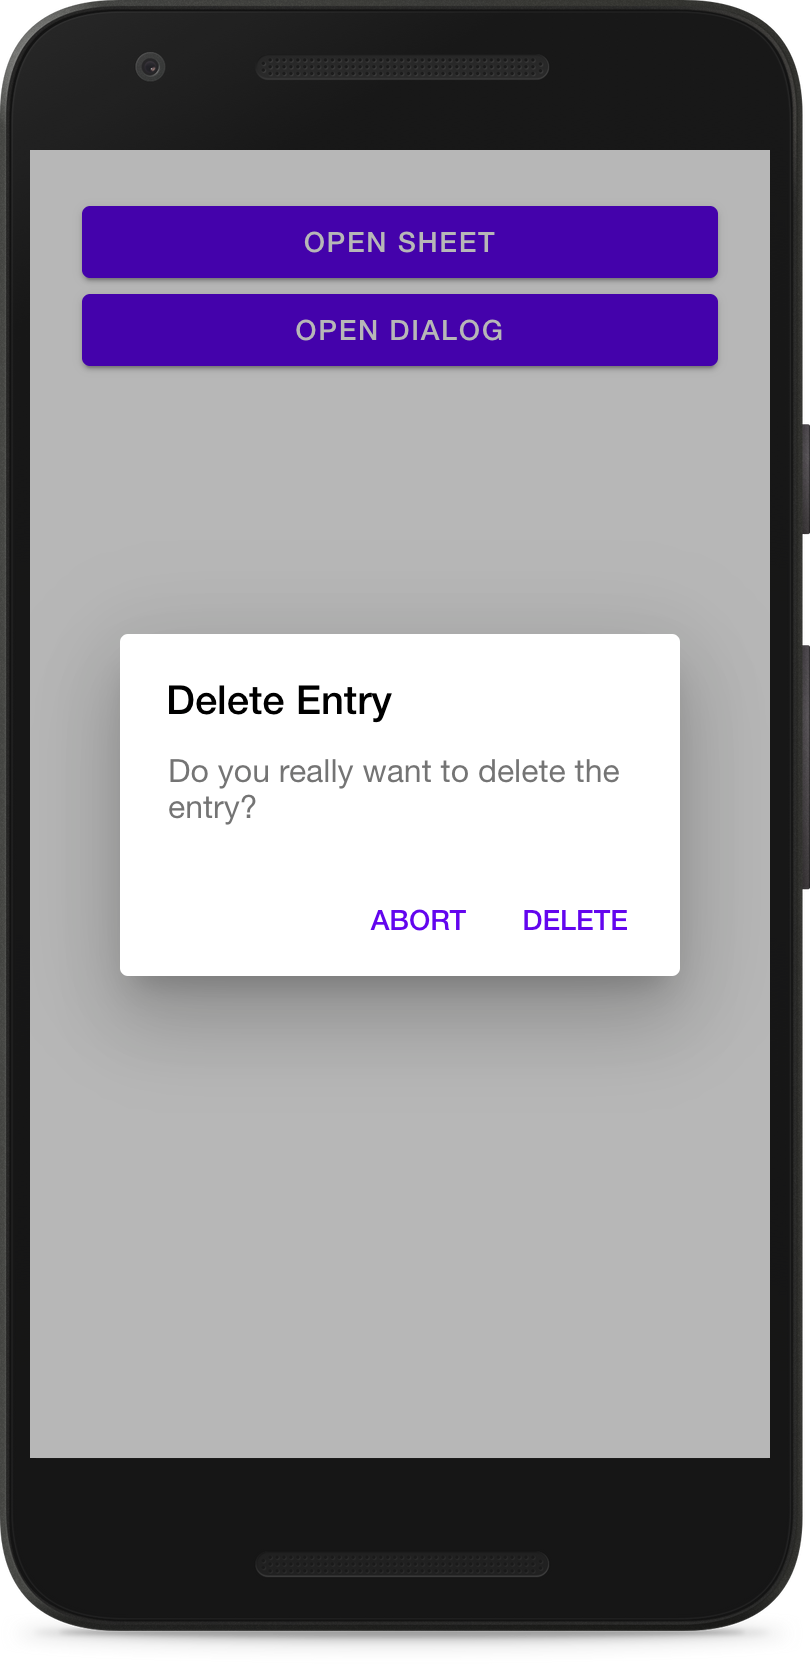 OPEN SHEET
OPEN DIALOG
Delete Entry
Do you really want to delete the
entry?
ABORT DELETE